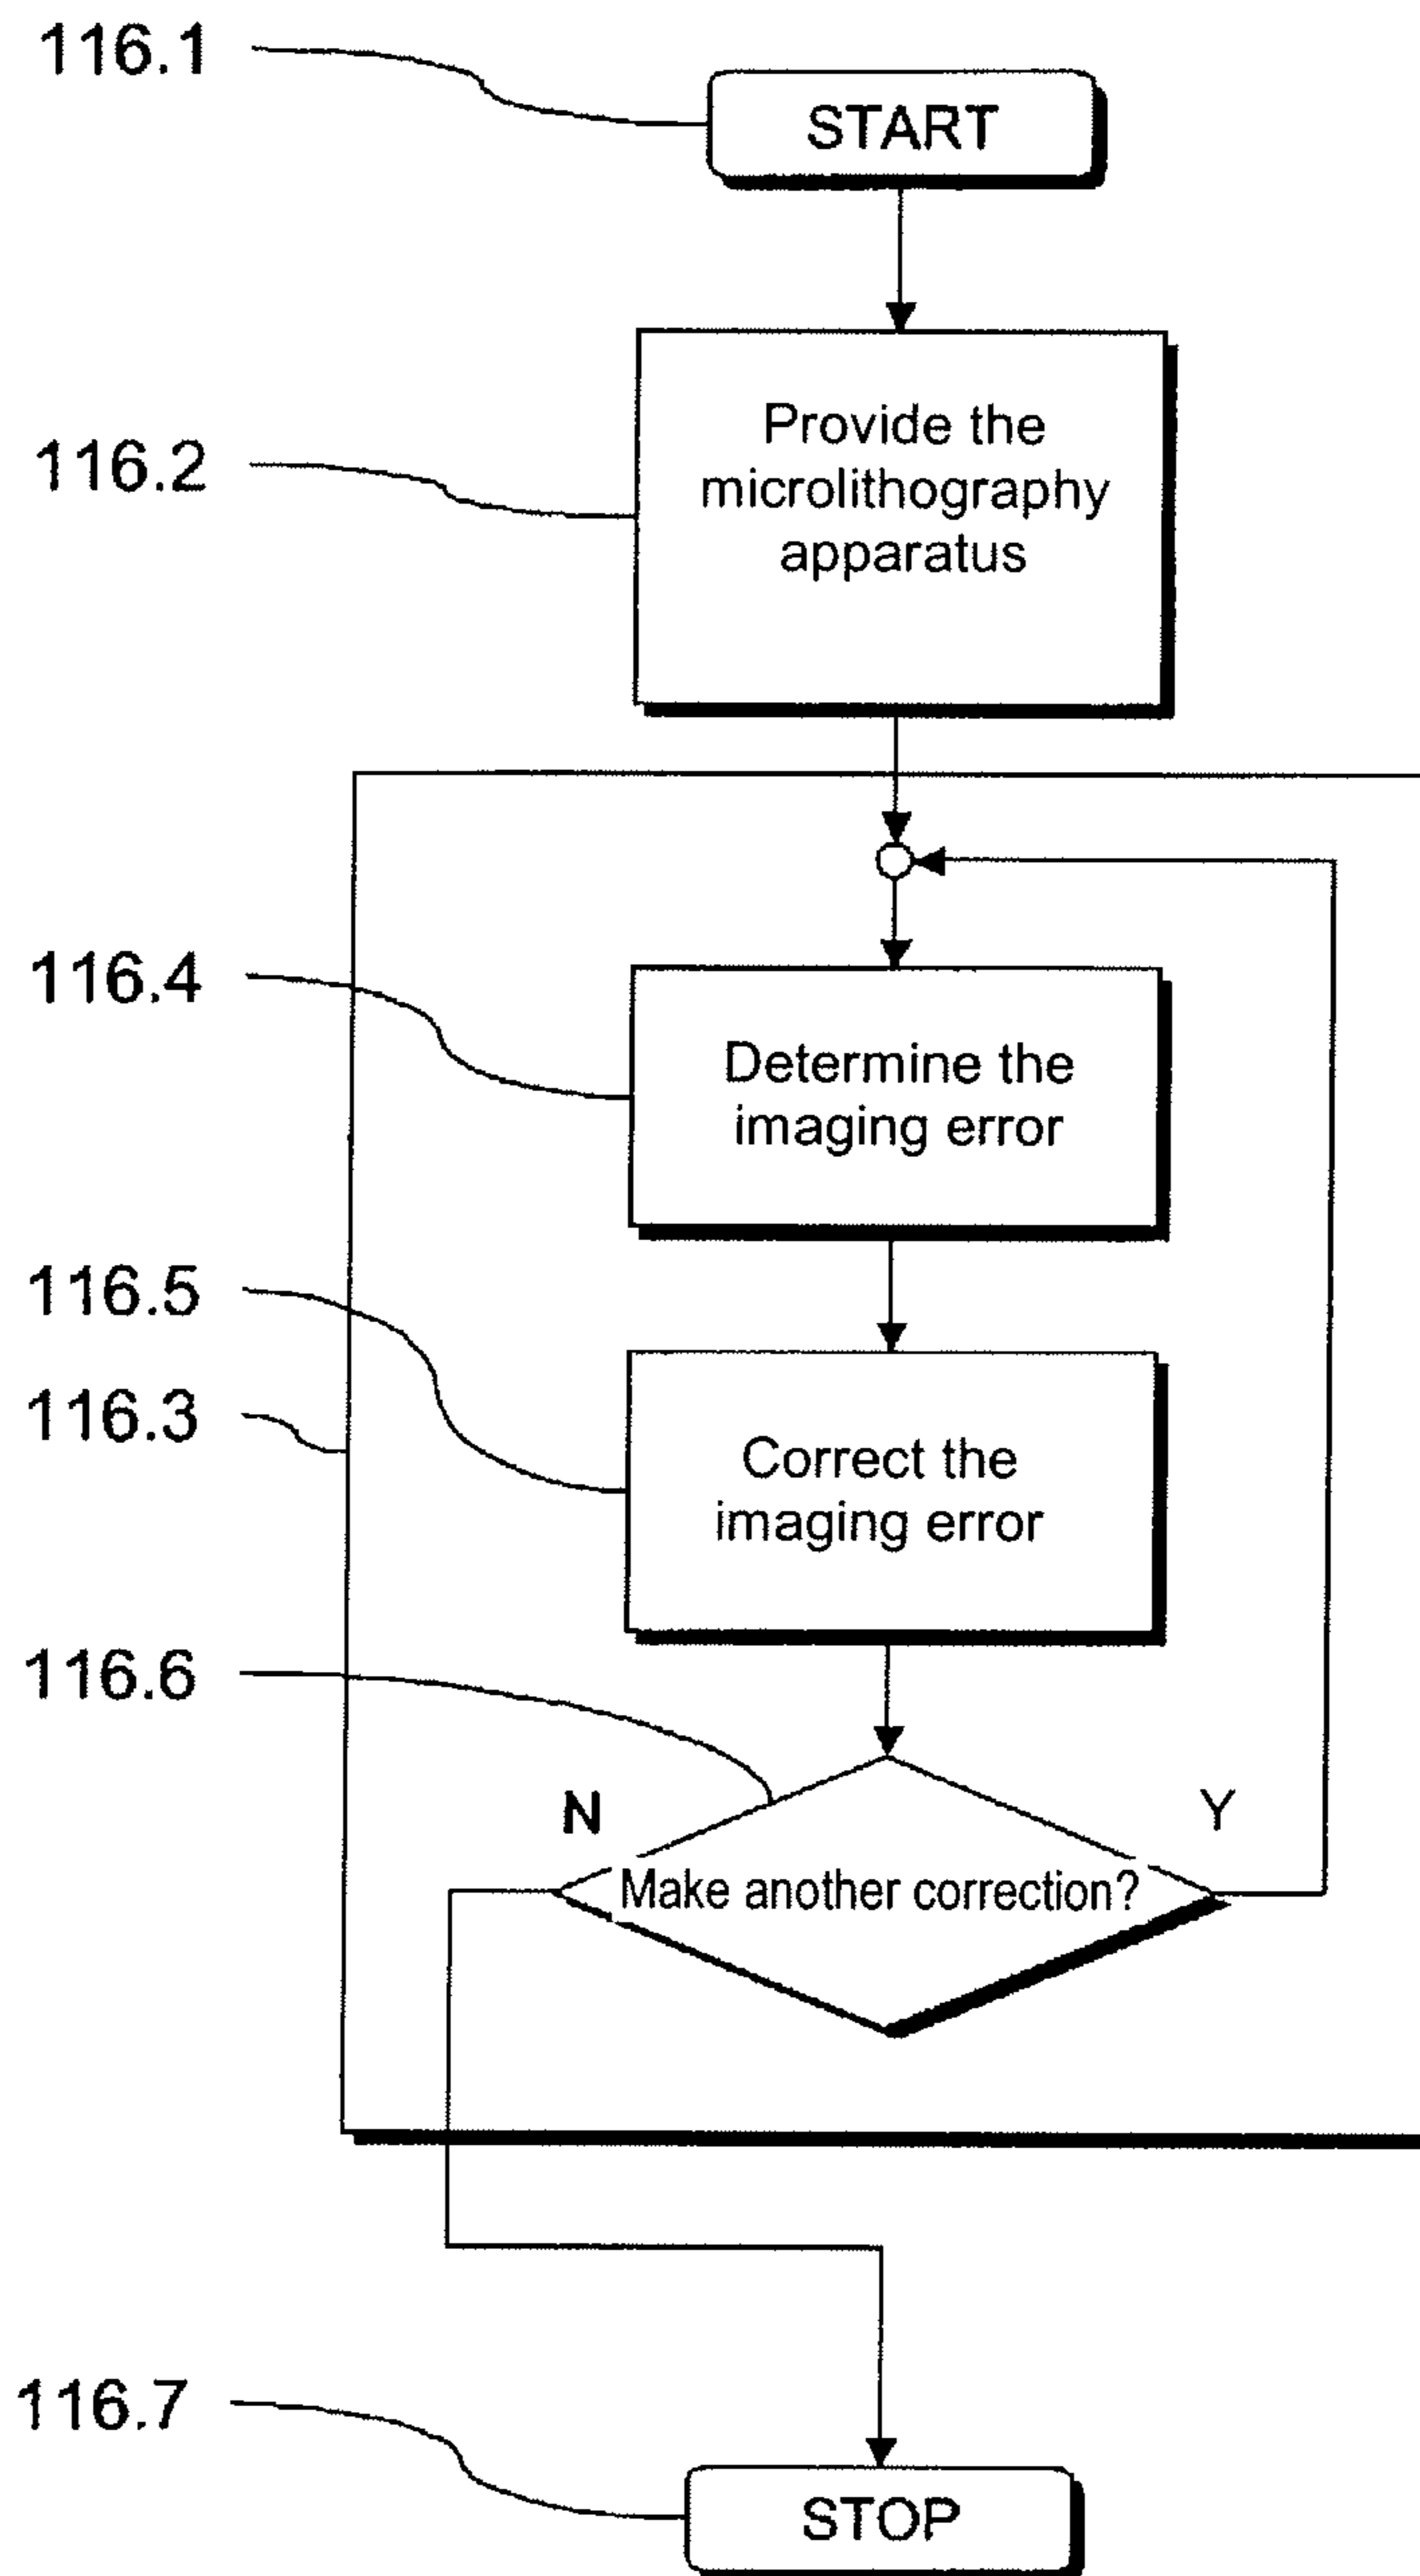 116.1
START
116.2
Provide the
microlithography
apparatus
116.4
Determine the
imaging error
116.5
116.3
Correct the
imaging error
116.6
N
Y
Make another correction?
116.7
STOP